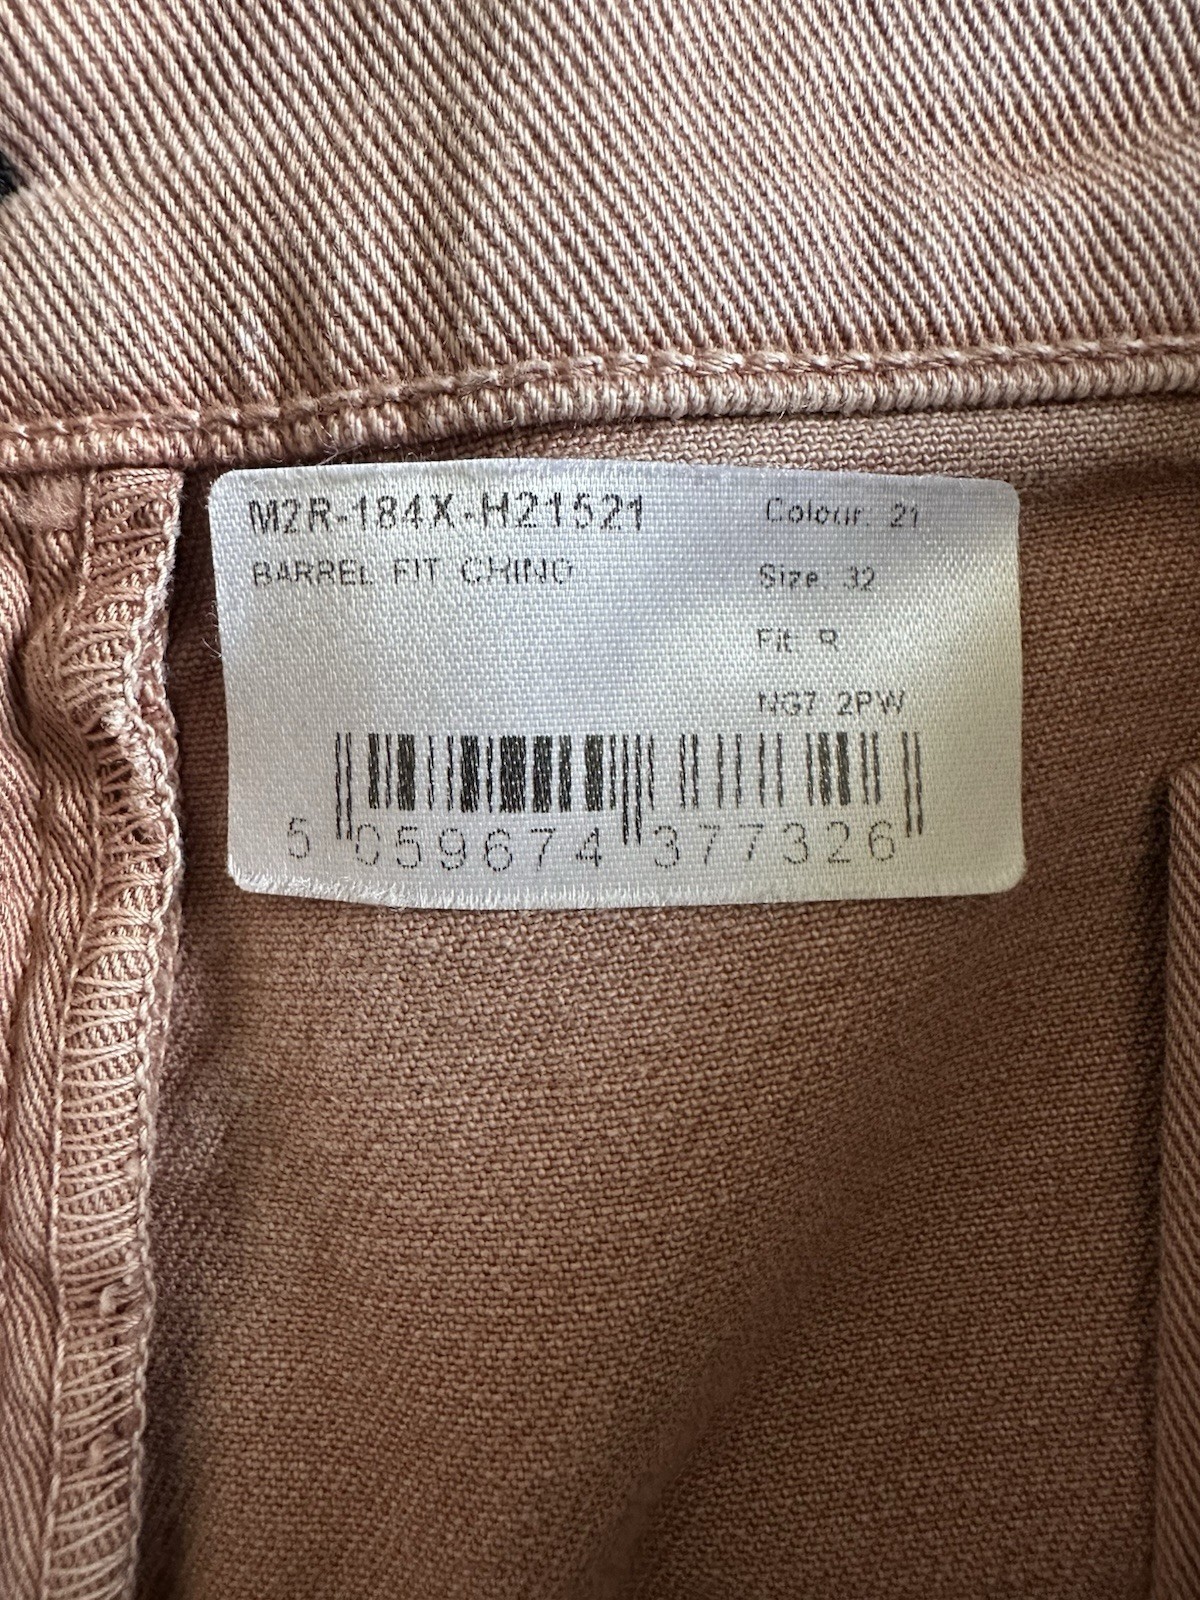 M2R-184X-H21521
BARREL FIT CHINO
Colour: 21
Size: 32
Fit: R
NG7 2PW
5 059674 377326